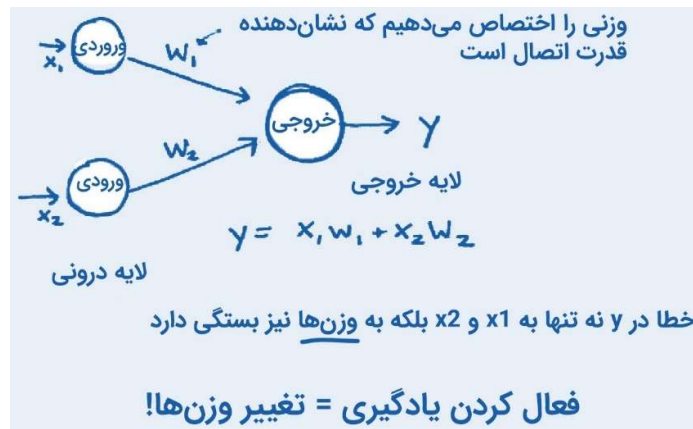 وزنی را اختصاص می‌دهیم که نشان‌دهنده
قدرت اتصال است
وروردی
x₁
W₁
خروجی
y
W₂
ورودی
x₂
لایه خروجی
y = x₁w₁ + x₂W₂
لایه درونی
خطا در y نه تنها به x1 و x2 بلکه به وزن‌ها نیز بستگی دارد
فعال کردن یادگیری = تغییر وزن‌ها!